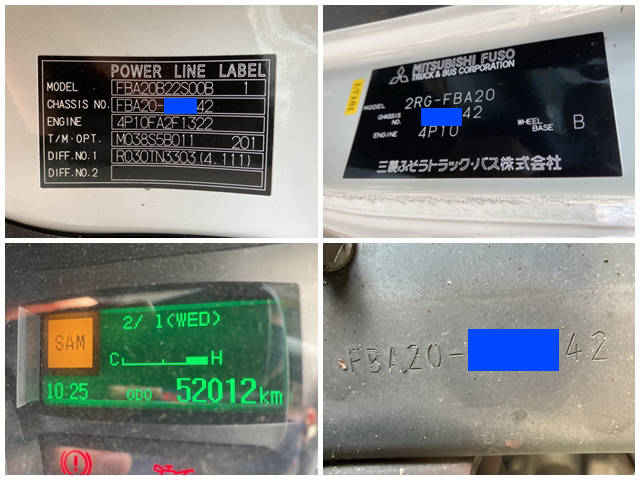 POWER LINE LABEL
MODEL FBA20B22S00B 1
CHASSIS NO. FBA20- 42
ENGINE 4P10FA2F1322
T/M·OPT. M038S5B011 201
DIFF.NO.1 R030TN3303(4.111)
DIFF.NO.2
MITSUBISHI FUSO
TRUCK & BUS CORPORATION
MODEL 2RG-FBA20
CHASSIS NO. 42
ENGINE 4P10 WHEEL BASE B
三菱ふそうトラック・バス株式会社
2/ 1(WED)
SAM
C H
10:25 ODO 52012km
FBA20- 42